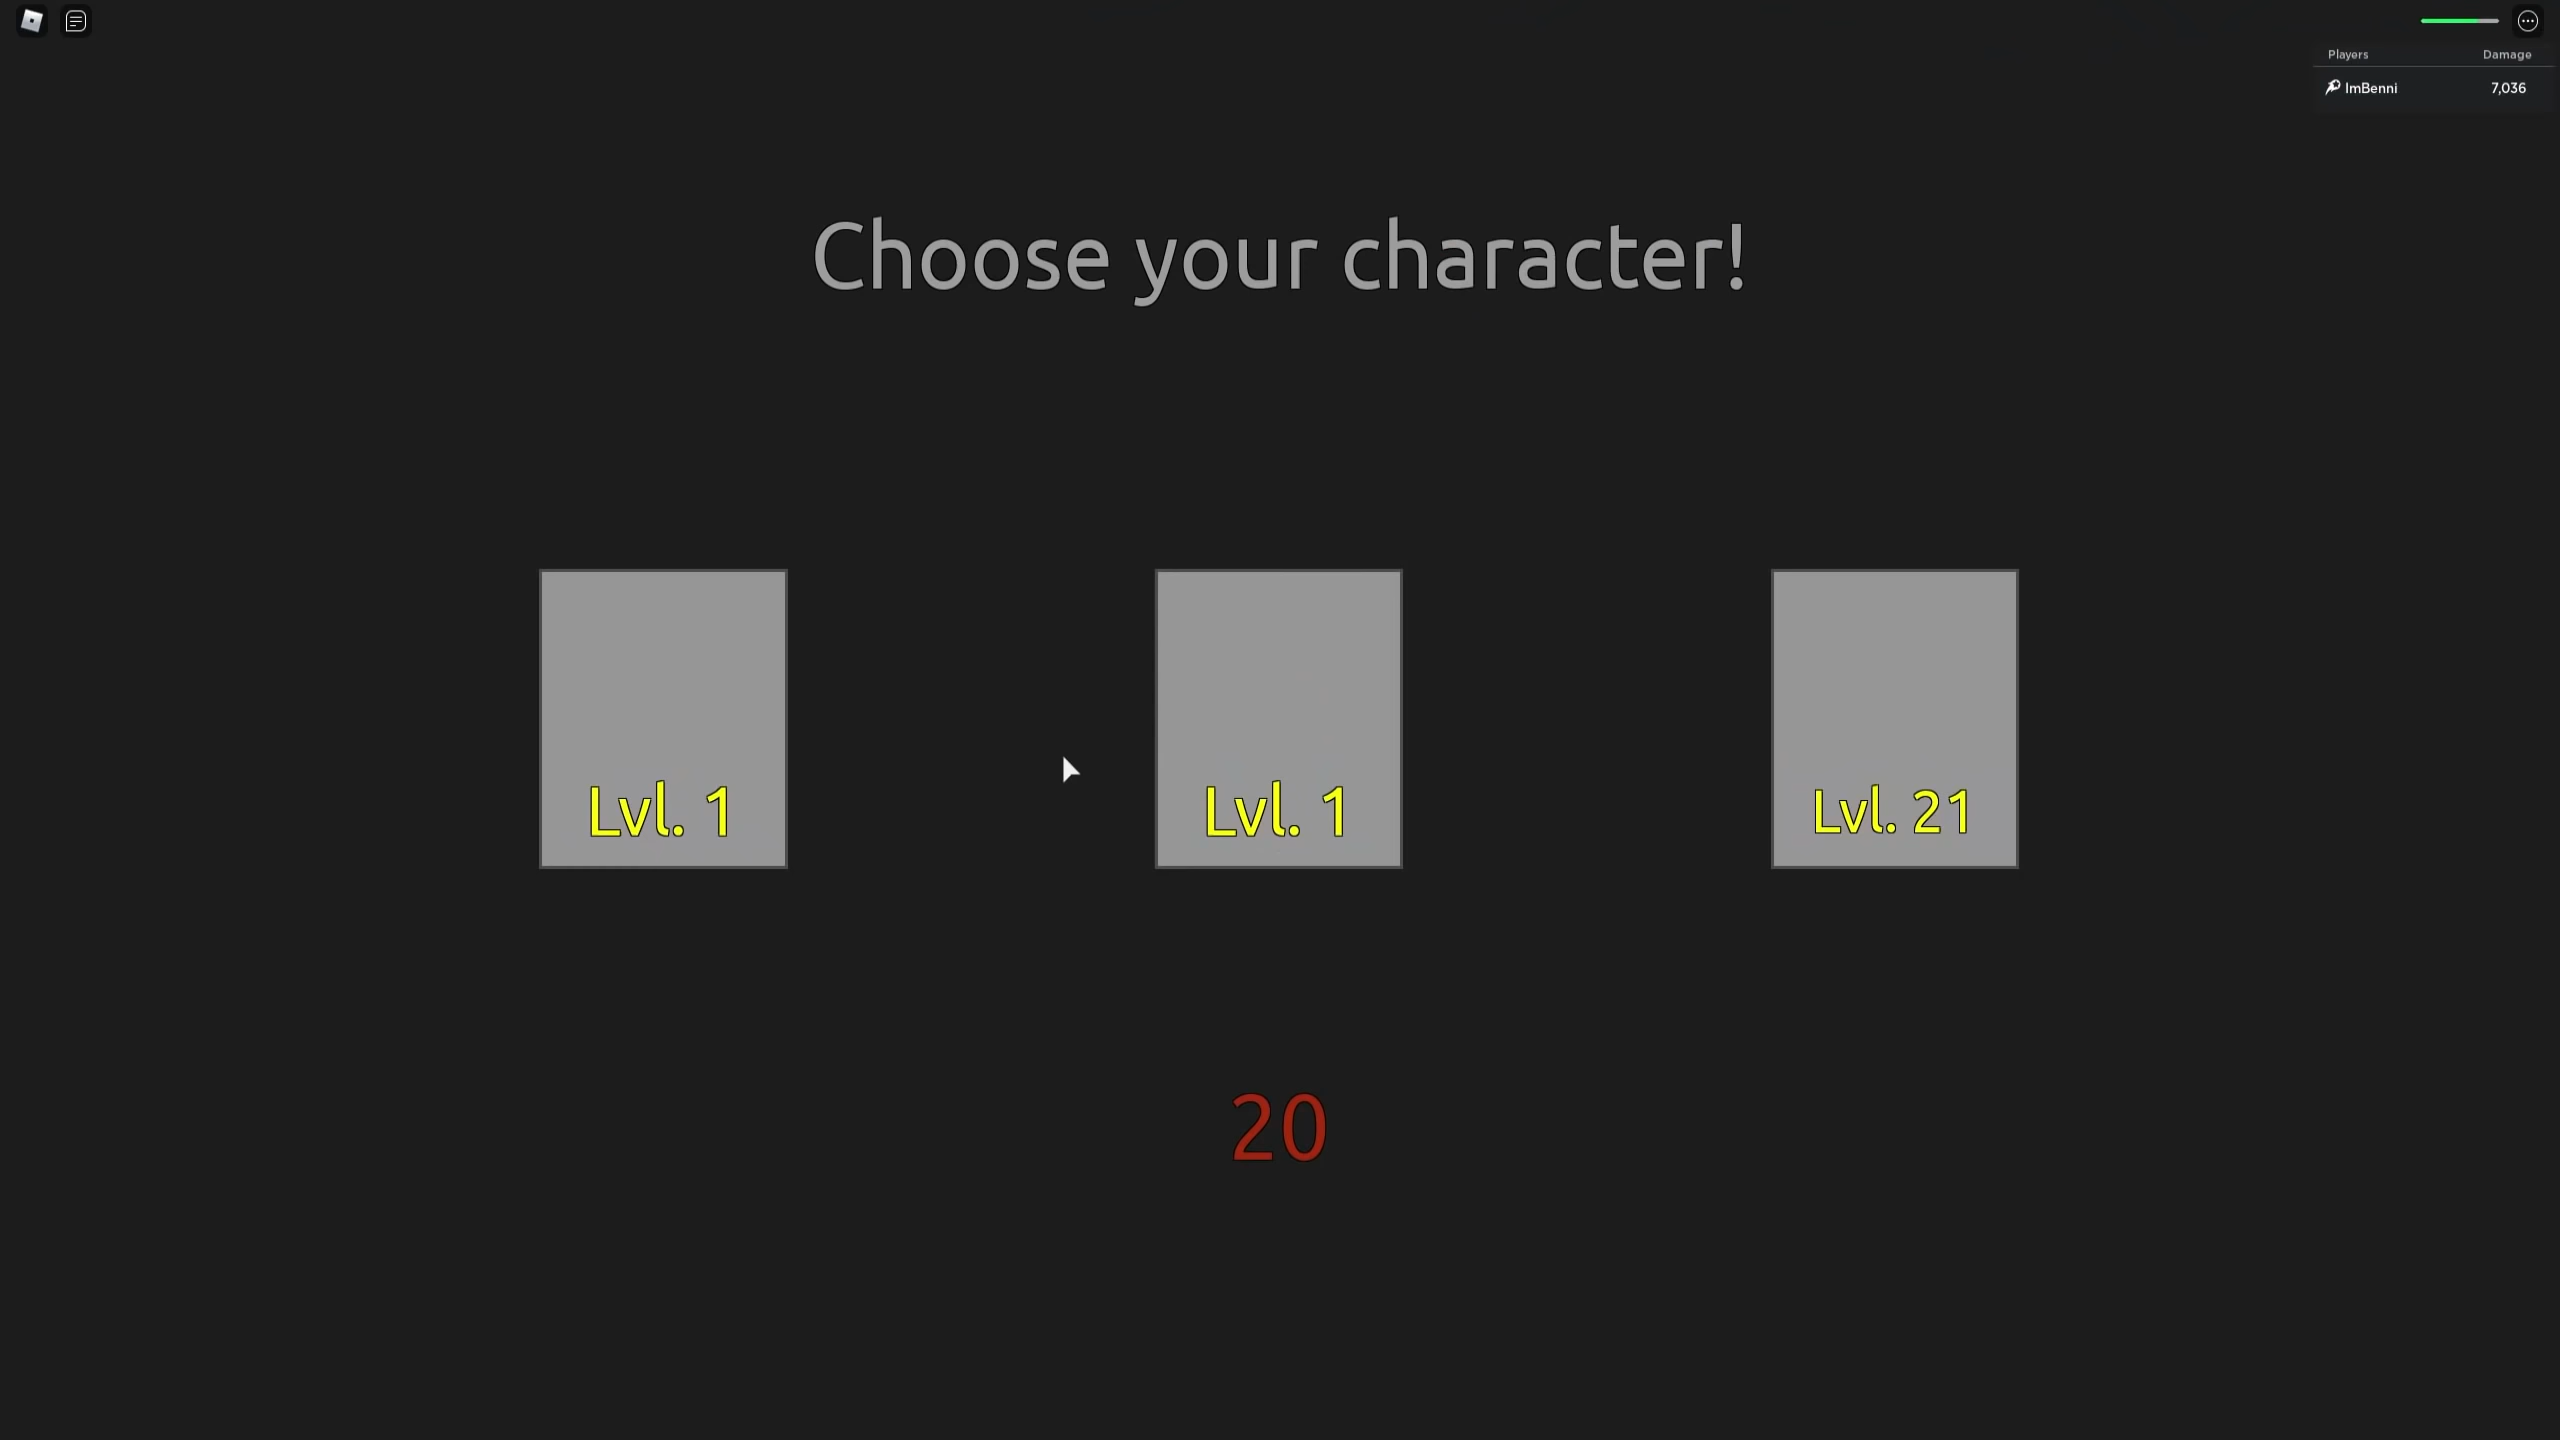 Players Damage
ImBenni 7,036
Choose your character!
Lvl. 1
Lvl. 1
Lvl. 21
20